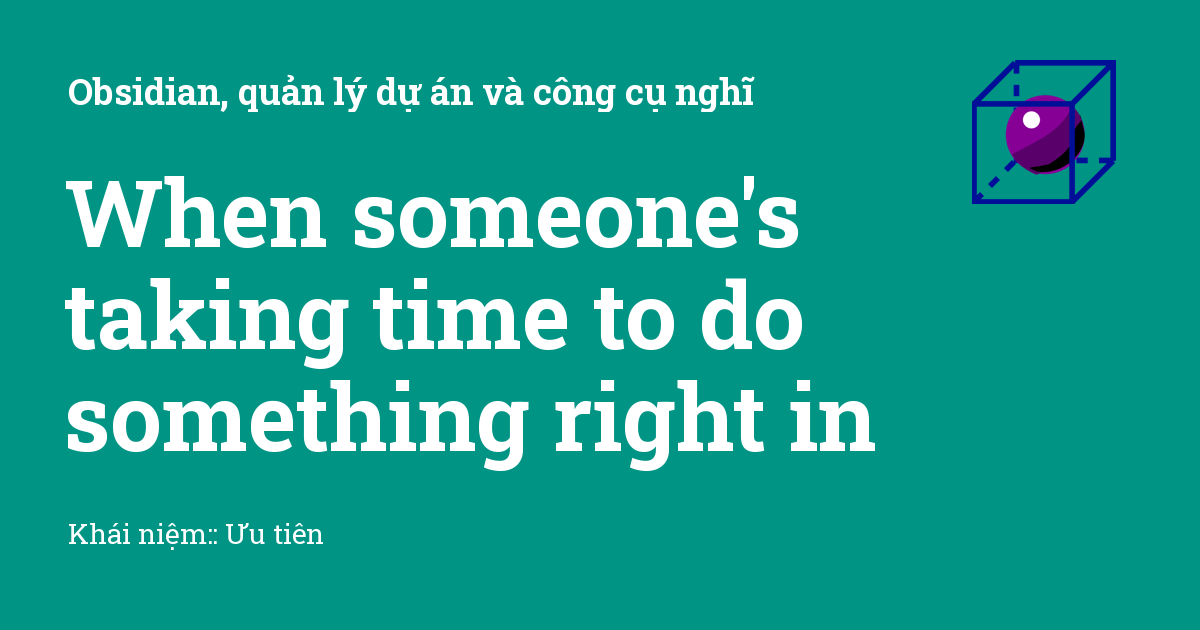 Obsidian, quản lý dự án và công cụ nghĩ
When someone's
taking time to do
something right in
Khái niệm:: Ưu tiên